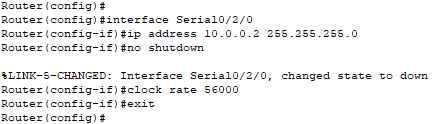 Router(config)#
Router(config)#interface Serial0/2/0
Router(config-if)#ip address 10.0.0.2 255.255.255.0
Router(config-if)#no shutdown
%LINK-5-CHANGED: Interface Serial0/2/0, changed state to down
Router(config-if)#clock rate 56000
Router(config-if)#exit
Router(config)#